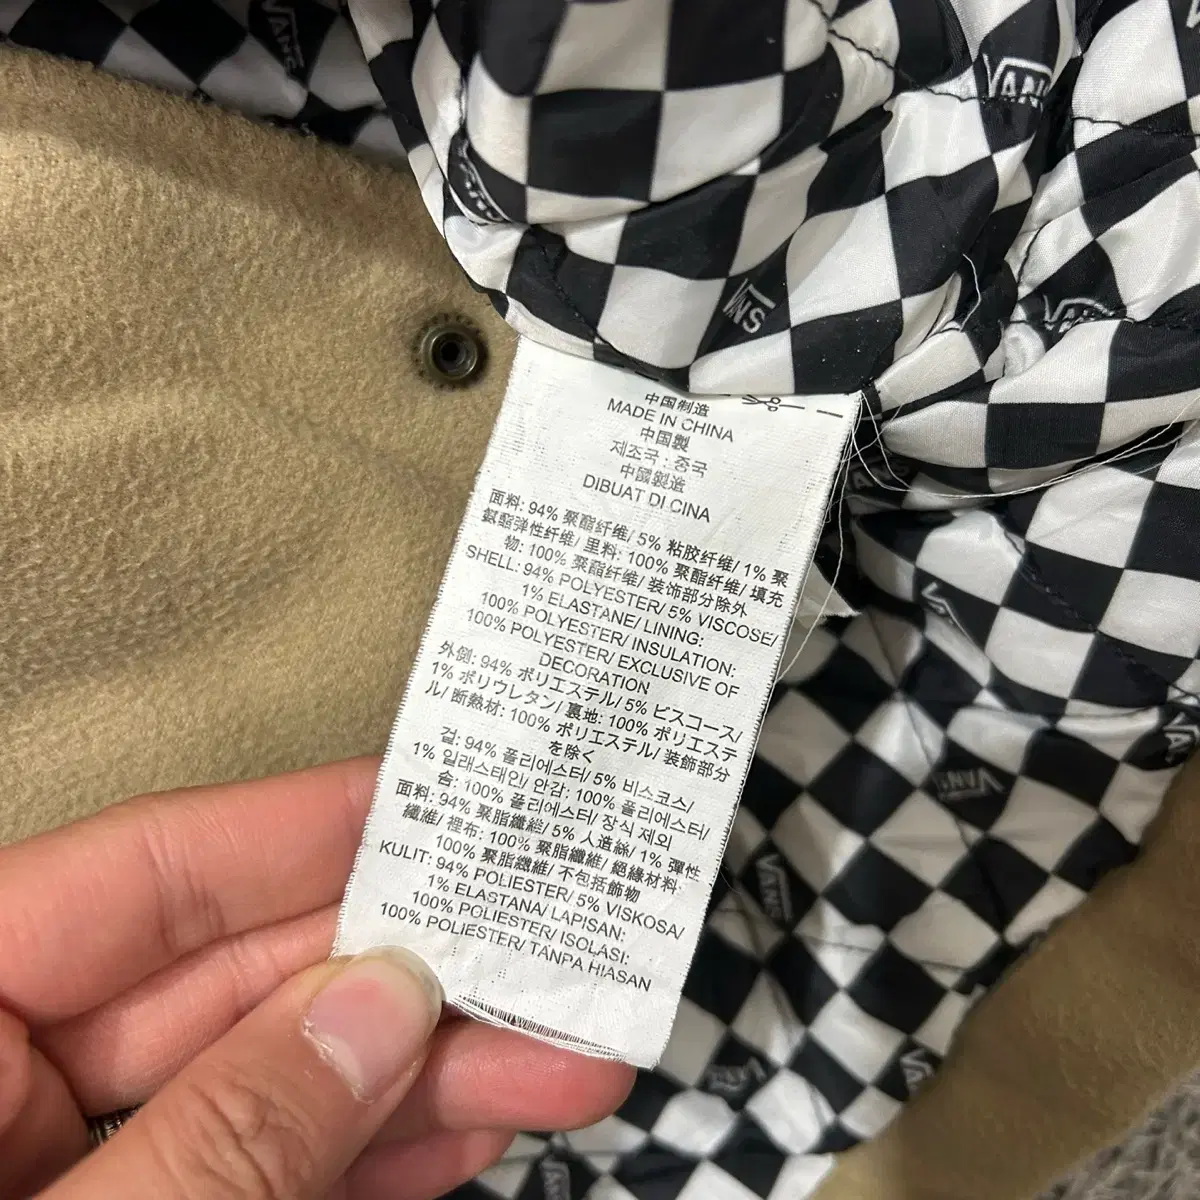 VANS
VANS
VANS
VANS
中国制造
MADE IN CHINA
中国製
제조국 : 중국
中國製造
DIBUAT DI CINA
面料: 94% 聚酯纤维/ 5% 粘胶纤维/ 1% 聚
氨酯弹性纤维/ 里料: 100% 聚酯纤维/ 填充
物: 100% 聚酯纤维/ 装饰部分除外
SHELL: 94% POLYESTER/ 5% VISCOSE/
1% ELASTANE/ LINING:
100% POLYESTER/ INSULATION:
100% POLYESTER/ EXCLUSIVE OF
DECORATION
外側: 94% ポリエステル/ 5% ビスコース/
1% ポリウレタン/ 裏地: 100% ポリエステ
ル/ 断熱材: 100% ポリエステル/ 装飾部分
を除く
겉: 94% 폴리에스터/ 5% 비스코스/
1% 일래스태인/ 안감: 100% 폴리에스터/
솜: 100% 폴리에스터/ 장식 제외
面料: 94% 聚脂纖維/ 5% 人造絲/ 1% 彈性
纖維/ 裡布: 100% 聚脂纖維/ 絕緣材料:
100% 聚脂纖維/ 不包括飾物
KULIT: 94% POLIESTER/ 5% VISKOSA/
1% ELASTANA/ LAPISAN:
100% POLIESTER/ ISOLASI:
100% POLIESTER/ TANPA HIASAN
VANS
VANS